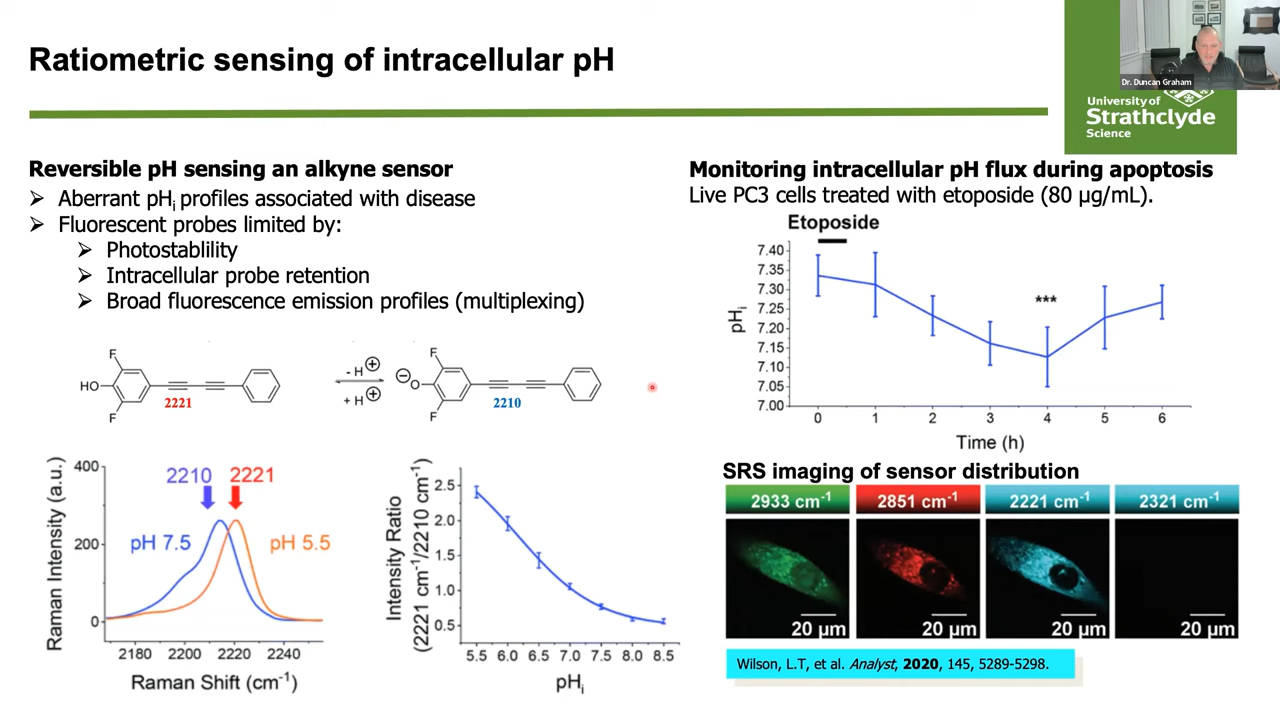 Ratiometric sensing of intracellular pH
Dr. Duncan Graham
University of
Strathclyde
Science
Reversible pH sensing an alkyne sensor
➢ Aberrant pHi profiles associated with disease
➢ Fluorescent probes limited by:
➢ Photostablility
➢ Intracellular probe retention
➢ Broad fluorescence emission profiles (multiplexing)
F
HO
F
2221
- H +
+ H +
F
− O
F
2210
400
200
0
2210 2221
pH 7.5 pH 5.5
2180 2200 2220 2240
Raman Shift (cm-1)
Raman Intensity (a.u.)
Intensity Ratio
(2221 cm-1/2210 cm-1)
2.5
2.0
1.5
1.0
0.5
5.5 6.0 6.5 7.0 7.5 8.0 8.5
pHi
Monitoring intracellular pH flux during apoptosis
Live PC3 cells treated with etoposide (80 µg/mL).
Etoposide
7.40
7.35
7.30
7.25
7.20
7.15
7.10
7.05
7.00
pHi
***
0 1 2 3 4 5 6
Time (h)
SRS imaging of sensor distribution
2933 cm-1 2851 cm-1 2221 cm-1 2321 cm-1
20 µm 20 µm 20 µm 20 µm
Wilson, L.T, et al. Analyst, 2020, 145, 5289-5298.